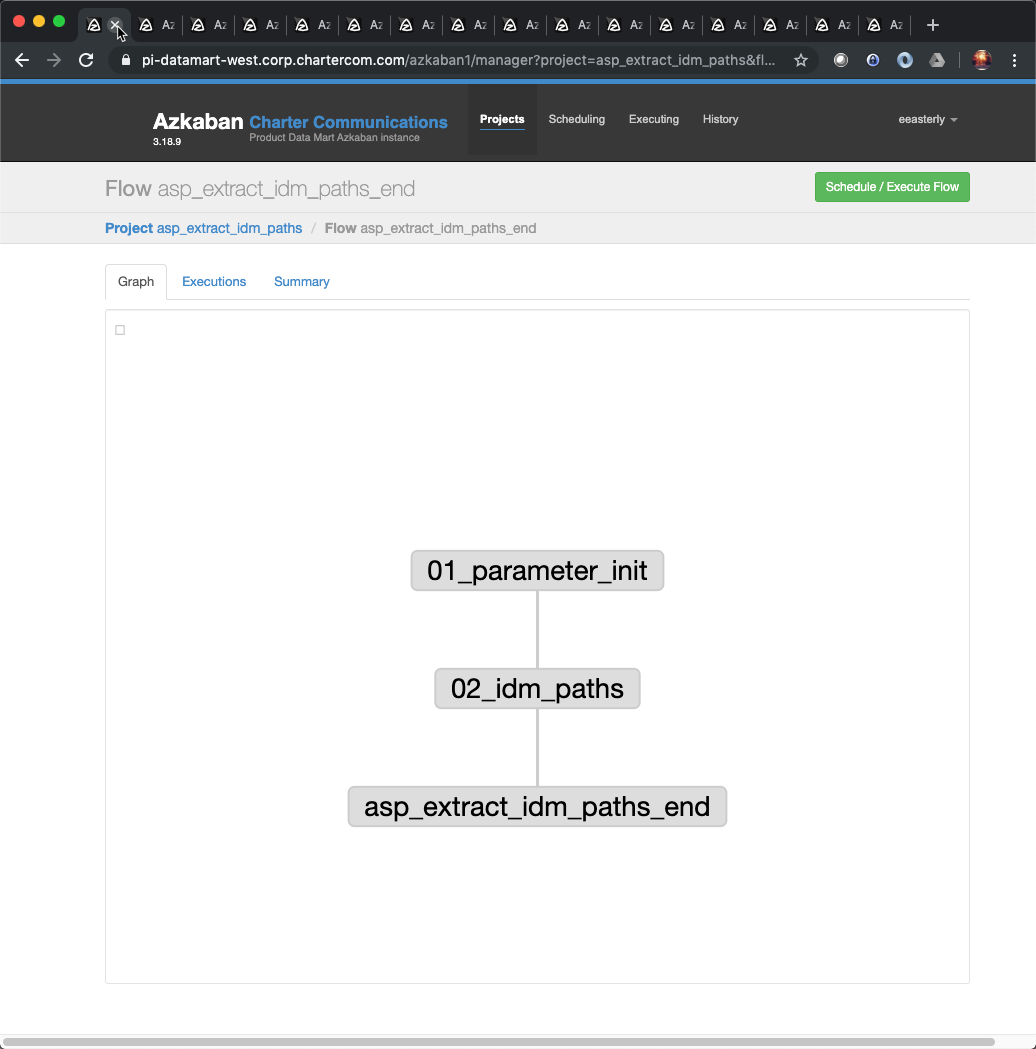 Az Az Az Az Az Az Az Az Az Az Az Az Az Az Az
pi-datamart-west.corp.chartercom.com/azkaban1/manager?project=asp_extract_idm_paths&fl...
Azkaban Charter Communications
3.18.9 Product Data Mart Azkaban instance
Projects Scheduling Executing History eeasterly
Flow asp_extract_idm_paths_end
Schedule / Execute Flow
Project asp_extract_idm_paths / Flow asp_extract_idm_paths_end
Graph Executions Summary
01_parameter_init
02_idm_paths
asp_extract_idm_paths_end